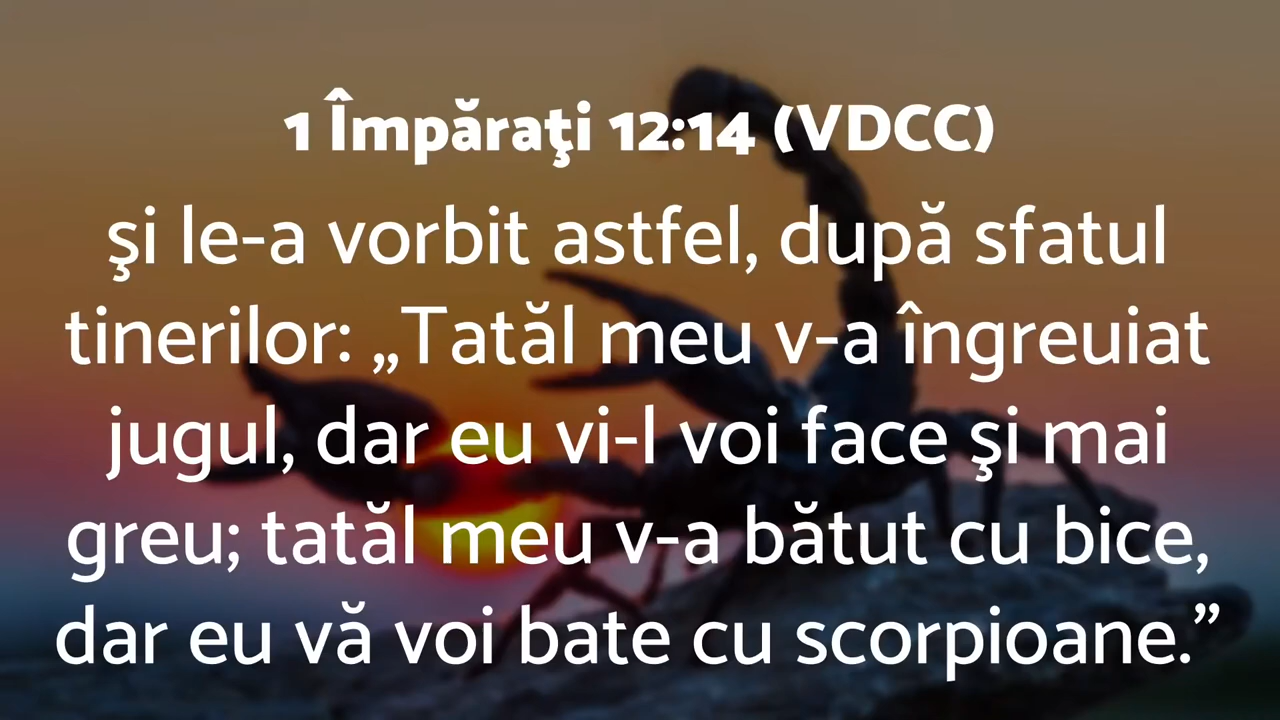 1 Împăraţi 12:14 (VDCC)
şi le-a vorbit astfel, după sfatul
tinerilor: „Tatăl meu v-a îngreuiat
jugul, dar eu vi-l voi face şi mai
greu; tatăl meu v-a bătut cu bice,
dar eu vă voi bate cu scorpioane.”